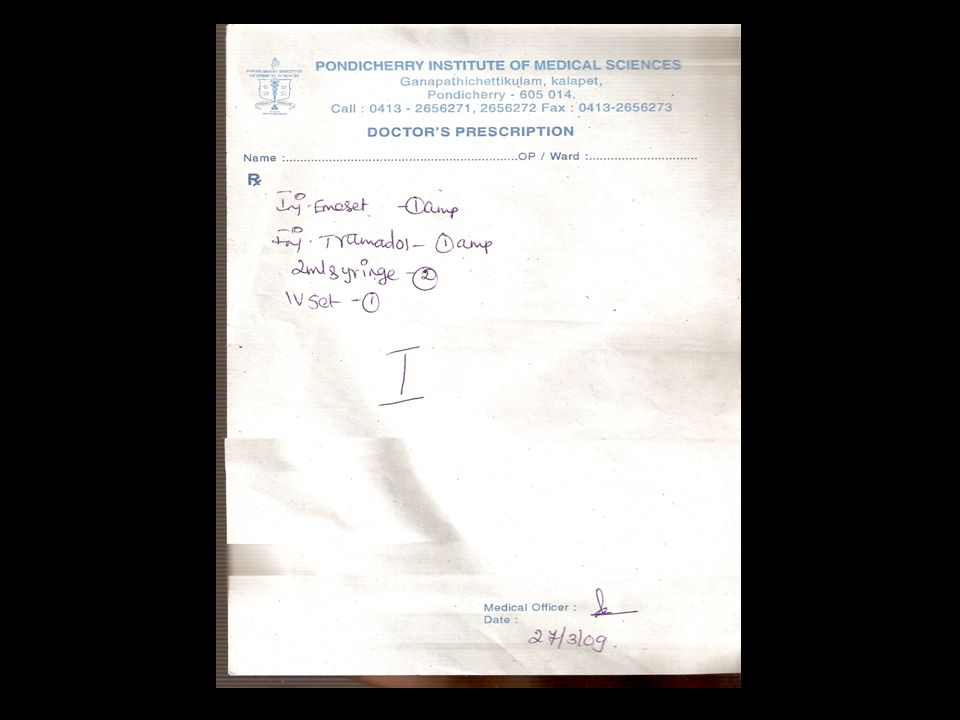 PONDICHERRY INSTITUTE OF MEDICAL SCIENCES
Ganapathichettikulam, kalapet,
Pondicherry - 605 014.
Call : 0413 - 2656271, 2656272 Fax : 0413-2656273
DOCTOR'S PRESCRIPTION
Name :..................................................................OP / Ward :...............................
℞
Inj. Emeset - ① amp
Inj. Tramadol - ① amp
2ml syringe - ②
IV set - ①
I
Medical Officer :
Date :
27/3/09.